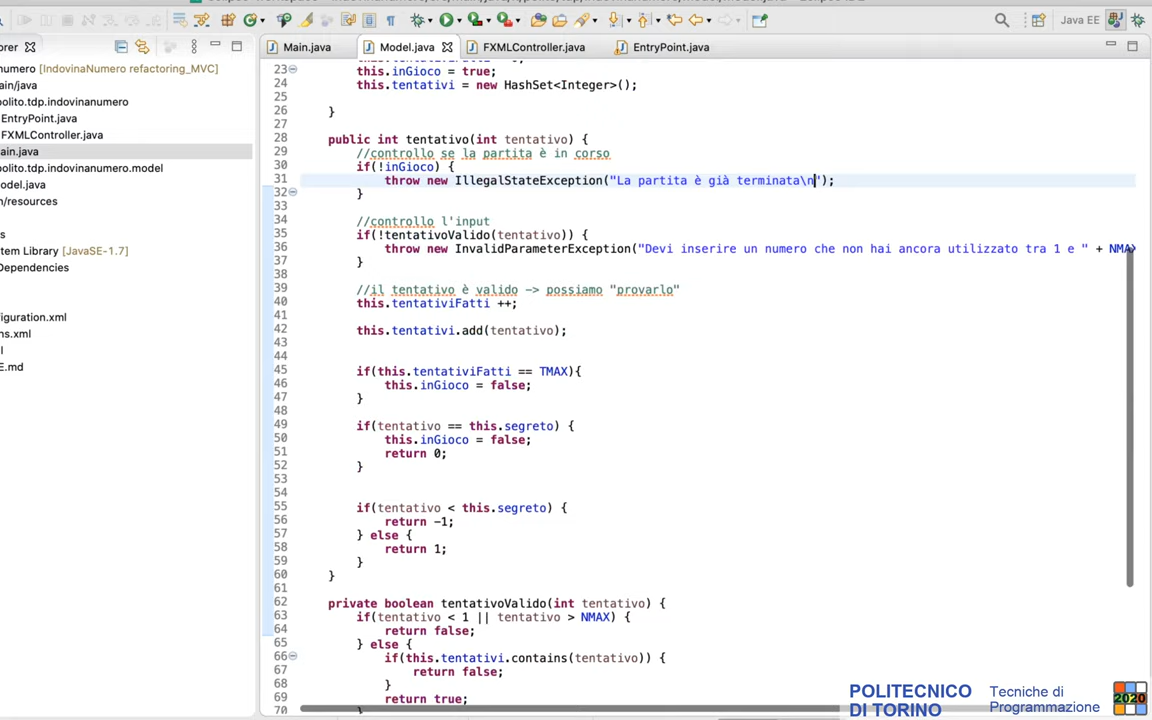 Java EE
orer
Main.java
Model.java
FXMLController.java
EntryPoint.java
numero [IndovinaNumero refactoring_MVC]
ain/java
polito.tdp.indovinanumero
EntryPoint.java
FXMLController.java
ain.java
polito.tdp.indovinanumero.model
odel.java
n/resources
s
tem Library [JavaSE-1.7]
Dependencies
figuration.xml
ns.xml
l
E.md
23 this.inGioco = true;
24 this.tentativi = new HashSet<Integer>();
25
26 }
27
28 public int tentativo(int tentativo) {
29 //controllo se la partita è in corso
30 if(!inGioco) {
31 throw new IllegalStateException("La partita è già terminata\n");
32 }
33
34 //controllo l'input
35 if(!tentativoValido(tentativo)) {
36 throw new InvalidParameterException("Devi inserire un numero che non hai ancora utilizzato tra 1 e " + NMAX
37 }
38
39 //il tentativo è valido -> possiamo "provarlo"
40 this.tentativiFatti ++;
41
42 this.tentativi.add(tentativo);
43
44
45 if(this.tentativiFatti == TMAX){
46 this.inGioco = false;
47 }
48
49 if(tentativo == this.segreto) {
50 this.inGioco = false;
51 return 0;
52 }
53
54
55 if(tentativo < this.segreto) {
56 return -1;
57 } else {
58 return 1;
59 }
60 }
61
62 private boolean tentativoValido(int tentativo) {
63 if(tentativo < 1 || tentativo > NMAX) {
64 return false;
65 } else {
66 if(this.tentativi.contains(tentativo)) {
67 return false;
68 }
69 return true;
70 }
POLITECNICO
DI TORINO
Tecniche di
Programmazione
2020